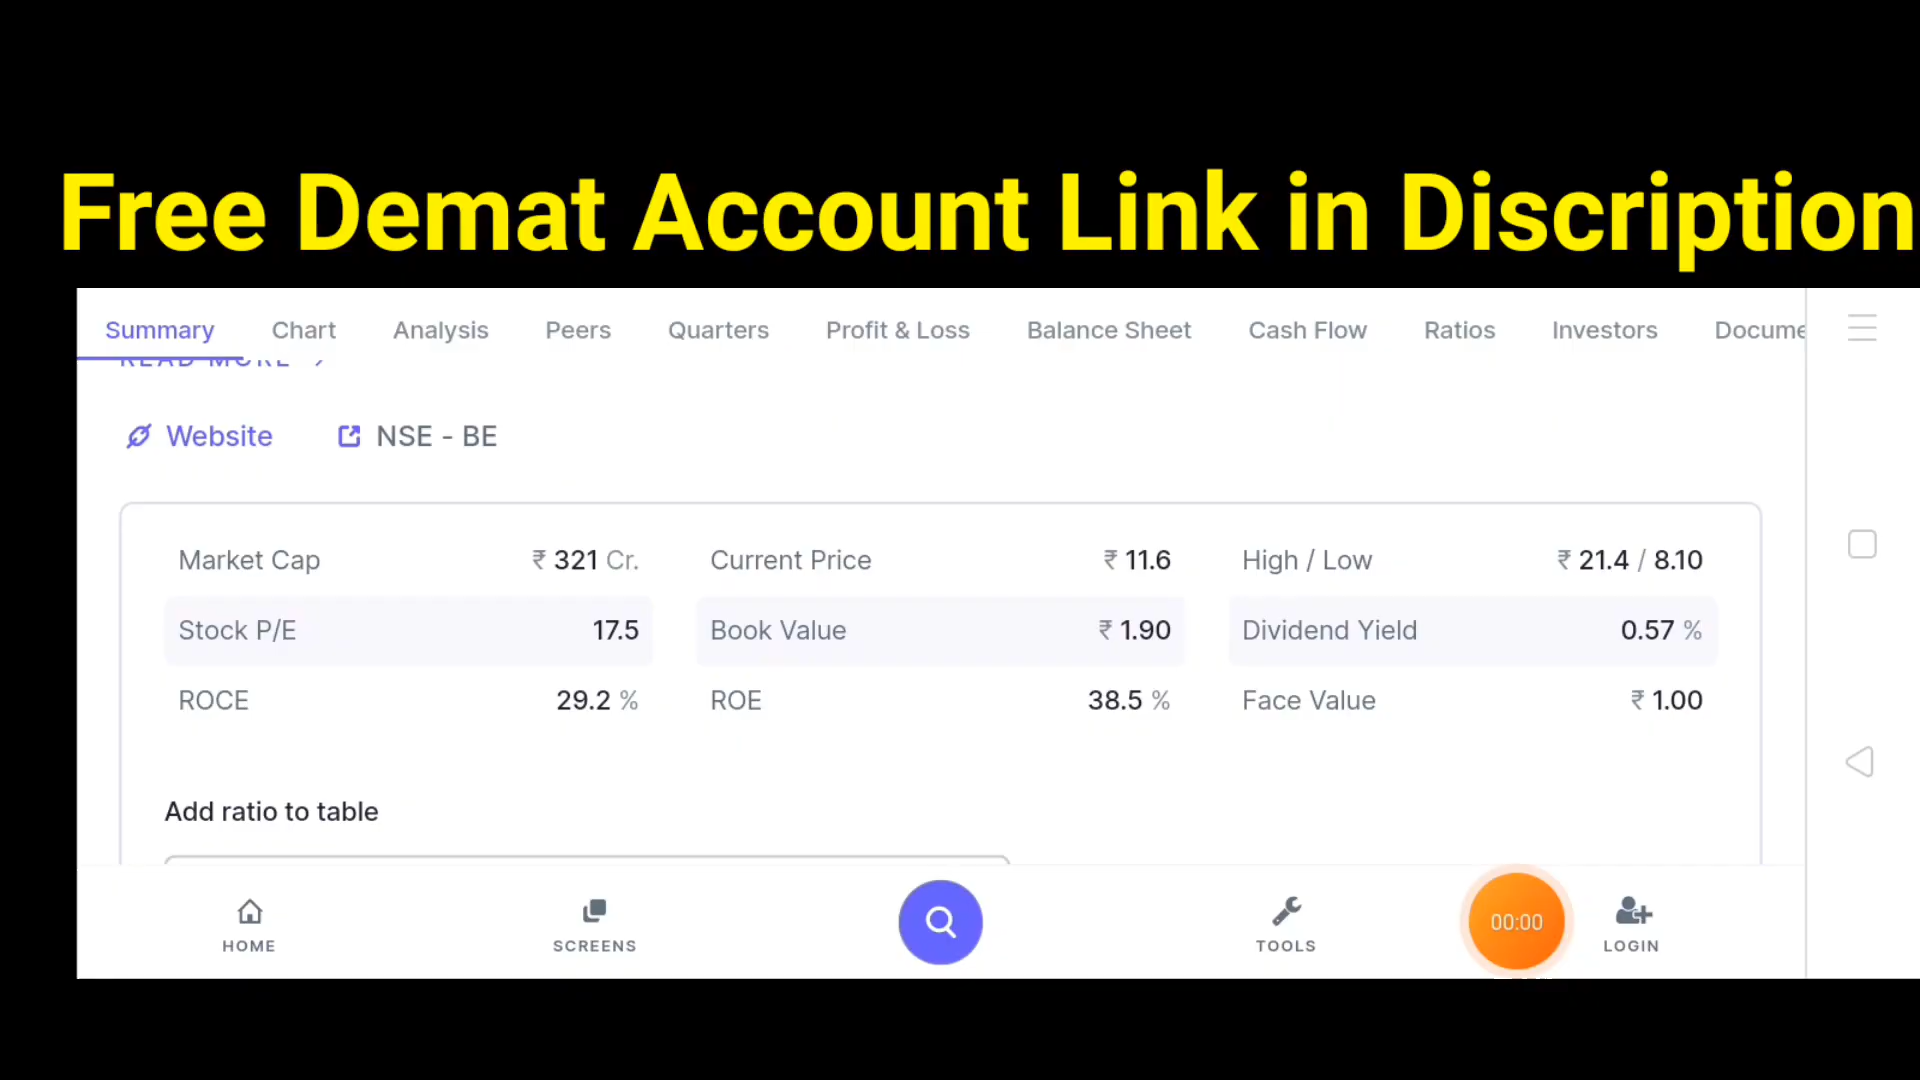 Free Demat Account Link in Discription
Summary Chart Analysis Peers Quarters Profit & Loss Balance Sheet Cash Flow Ratios Investors Docume
READ MORE
Website NSE - BE
Market Cap ₹ 321 Cr. Current Price ₹ 11.6 High / Low ₹ 21.4 / 8.10
Stock P/E 17.5 Book Value ₹ 1.90 Dividend Yield 0.57 %
ROCE 29.2 % ROE 38.5 % Face Value ₹ 1.00
Add ratio to table
00:00
HOME SCREENS TOOLS LOGIN